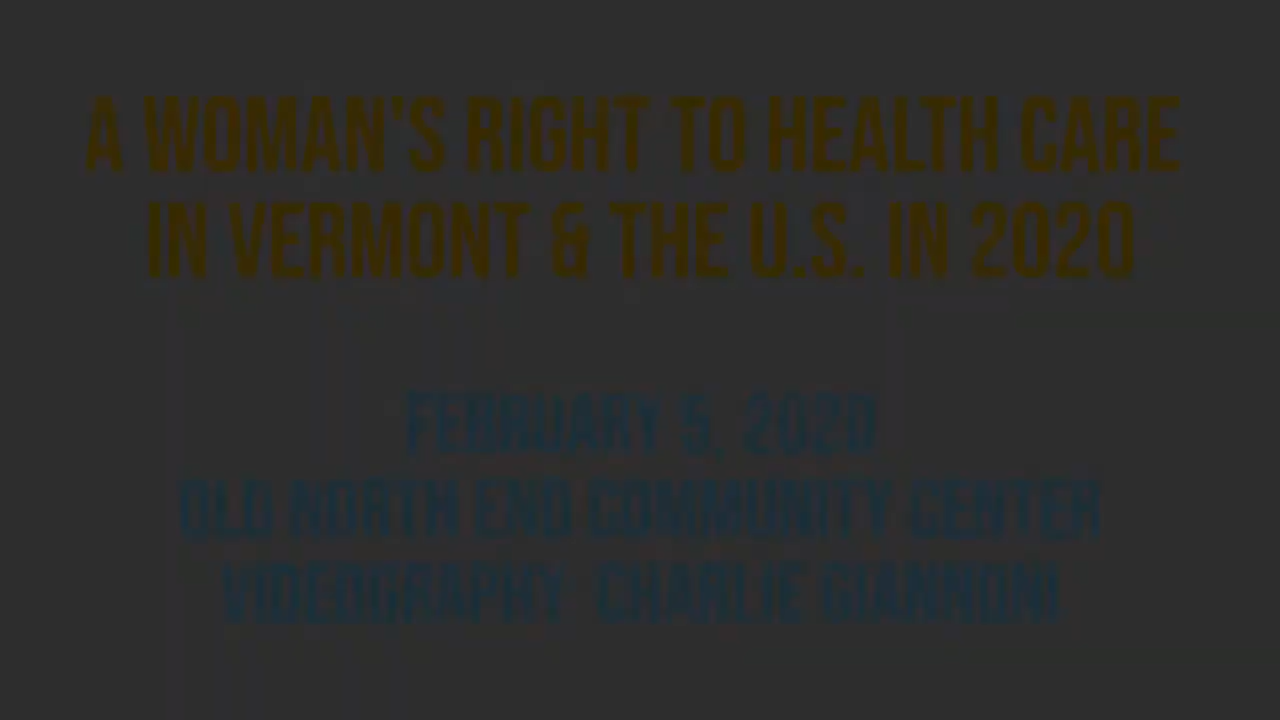 A WOMAN'S RIGHT TO HEALTH CARE
IN VERMONT & THE U.S. IN 2020
FEBRUARY 5, 2020
OLD NORTH END COMMUNITY CENTER
VIDEOGRAPHY: CHARLIE GIANNONI